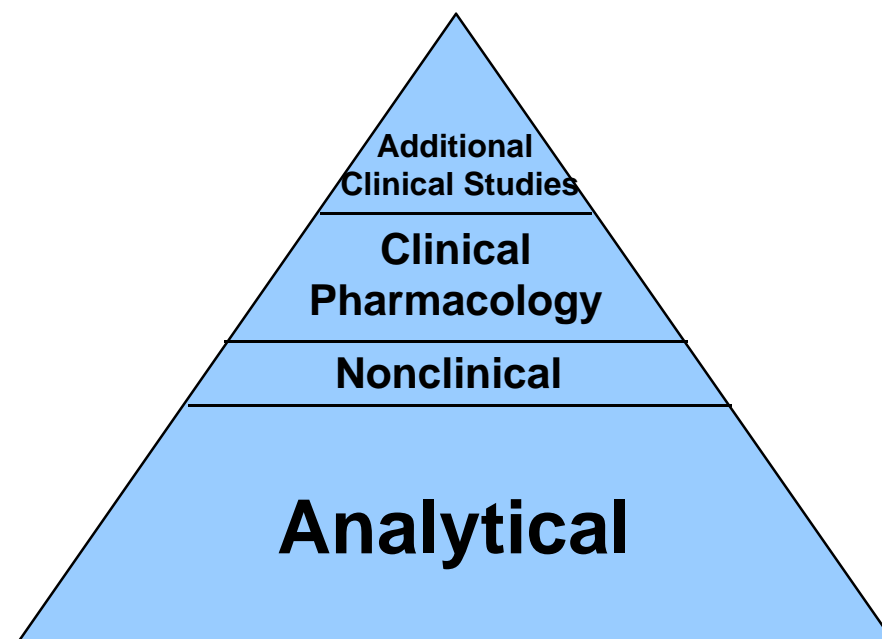 Additional
Clinical Studies
Clinical
Pharmacology
Nonclinical
Analytical